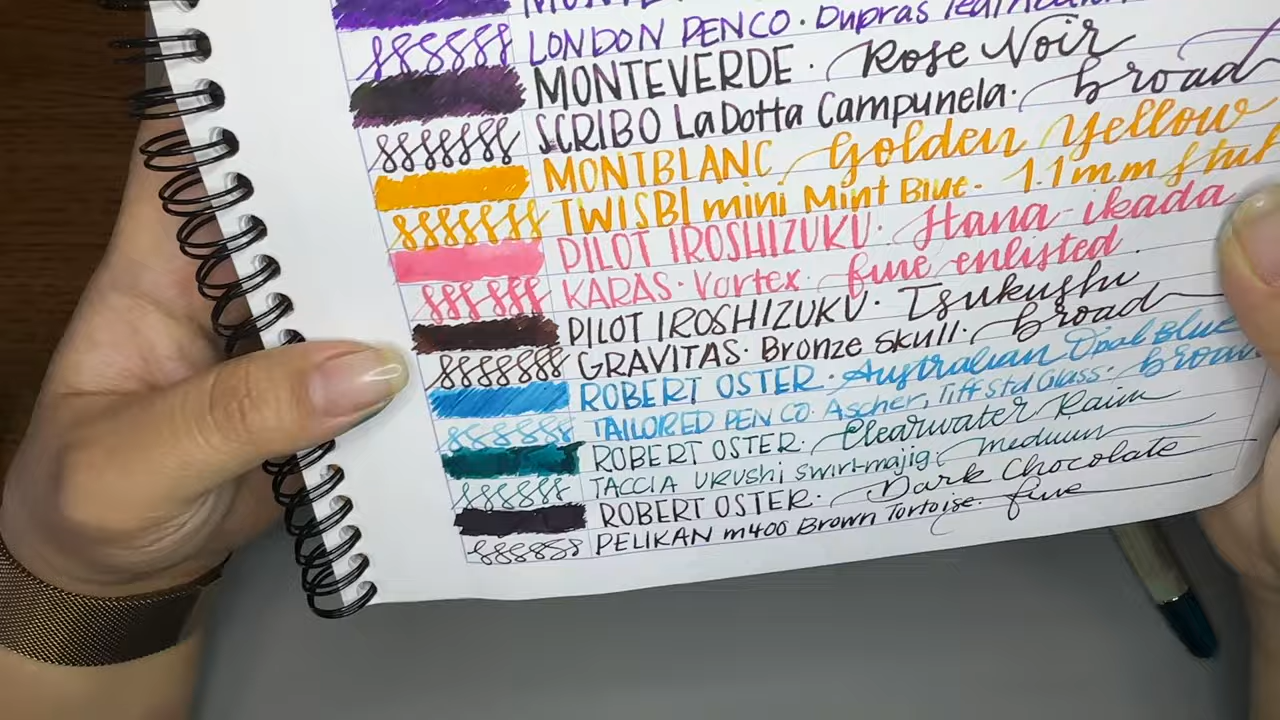 LONDON PEN CO · Dupras
MONTEVERDE · Rose Noir
SCRIBO La Dotta Campunela · broad
MONTBLANC Golden Yellow
TWISBI mini Mint Blue - 1.1mm Stub
PILOT IROSHIZUKU · Hana-ikada
KARAS · Vortex · fine enlisted
PILOT IROSHIZUKU · Tsukushi
GRAVITAS · Bronze Skull · broad
ROBERT OSTER · Australian Opal Blue
TAILORED PEN CO · Ascher, Tiff Std Glass · broad
ROBERT OSTER · Clearwater Rain
TACCIA Urushi swirl-majig · medium
ROBERT OSTER · Dark Chocolate
PELIKAN m400 Brown Tortoise · fine